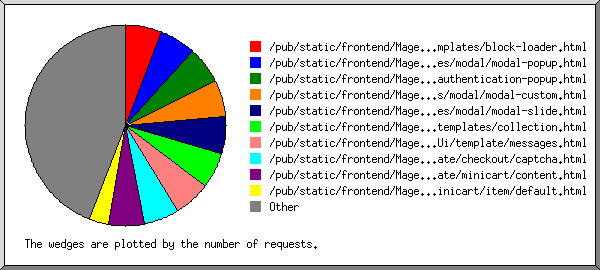 /pub/static/frontend/Mage...mplates/block-loader.html
/pub/static/frontend/Mage...es/modal/modal-popup.html
/pub/static/frontend/Mage...authentication-popup.html
/pub/static/frontend/Mage...s/modal/modal-custom.html
/pub/static/frontend/Mage...es/modal/modal-slide.html
/pub/static/frontend/Mage...templates/collection.html
/pub/static/frontend/Mage...Ui/template/messages.html
/pub/static/frontend/Mage...ate/checkout/captcha.html
/pub/static/frontend/Mage...ate/minicart/content.html
/pub/static/frontend/Mage...inicart/item/default.html
Other
The wedges are plotted by the number of requests.